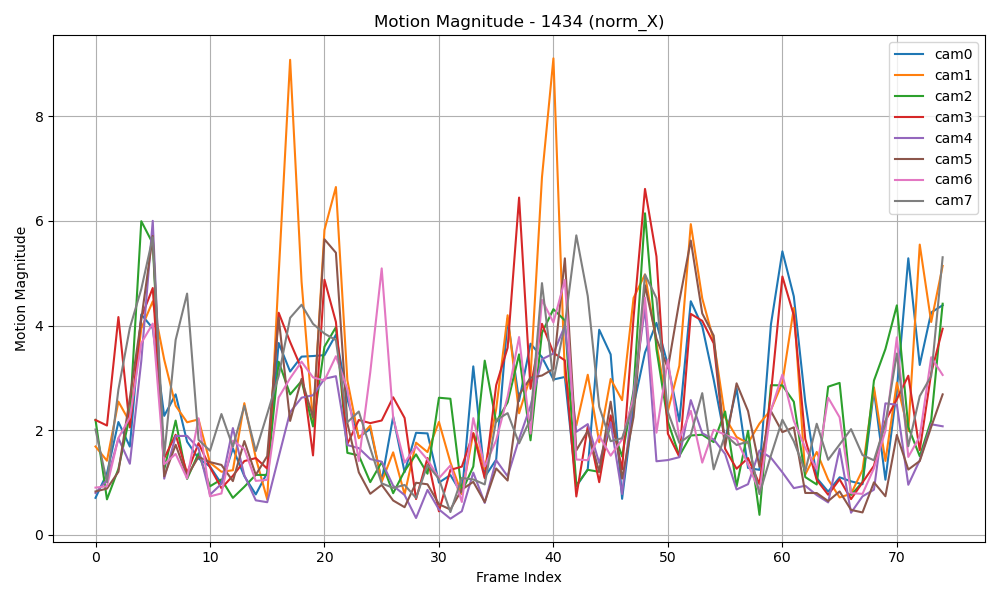 Motion Magnitude - 1434 (norm_X)
Motion Magnitude
8
6
4
2
0
0 10 20 30 40 50 60 70
Frame Index
cam0
cam1
cam2
cam3
cam4
cam5
cam6
cam7